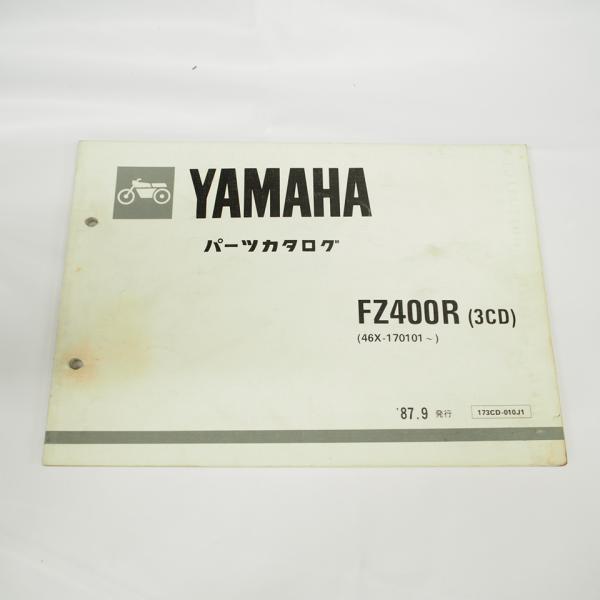 YAMAHA
パーツカタログ
FZ400R (3CD)
(46X-170101~)
'87.9 発行
173CD-010J1